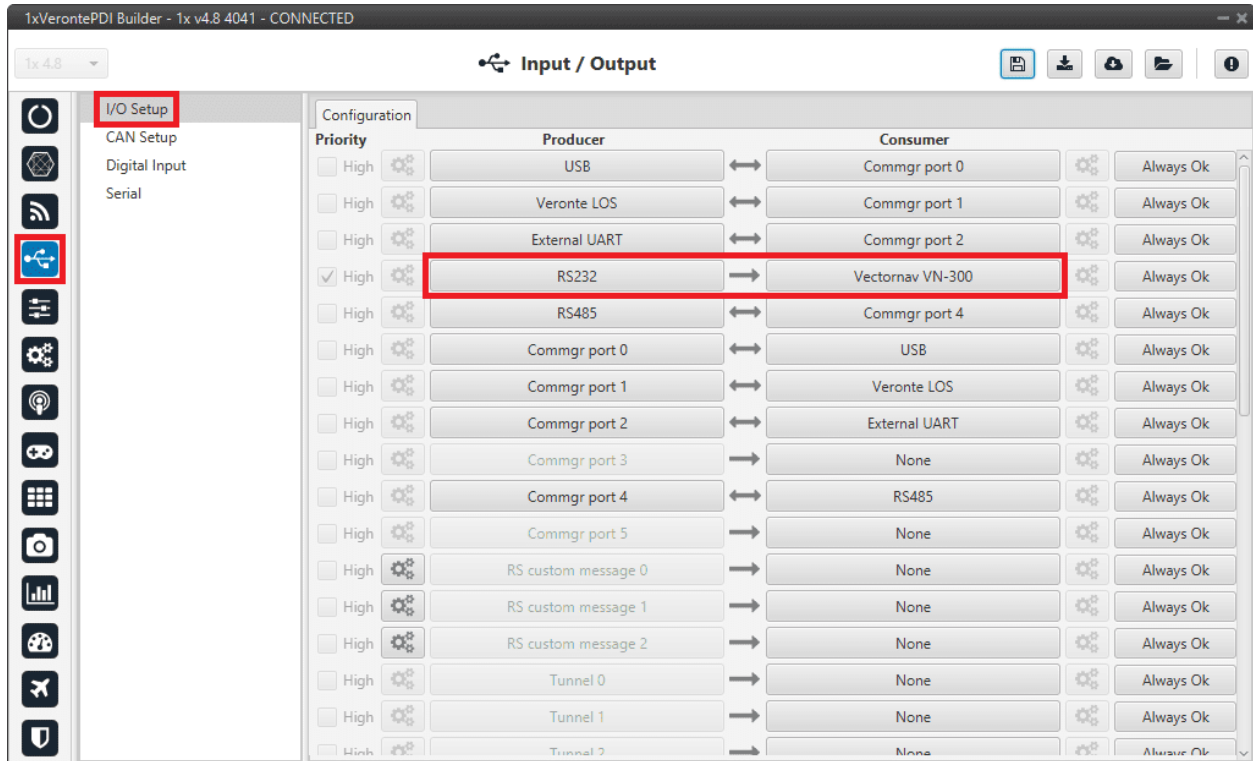 1xVerontePDI Builder - 1x v4.8 4041 - CONNECTED
1x 4.8
Input / Output
I/O Setup
CAN Setup
Digital Input
Serial
Configuration
Priority Producer Consumer
High USB Commgr port 0 Always Ok
High Veronte LOS Commgr port 1 Always Ok
High External UART Commgr port 2 Always Ok
High RS232 Vectornav VN-300 Always Ok
High RS485 Commgr port 4 Always Ok
High Commgr port 0 USB Always Ok
High Commgr port 1 Veronte LOS Always Ok
High Commgr port 2 External UART Always Ok
High Commgr port 3 None Always Ok
High Commgr port 4 RS485 Always Ok
High Commgr port 5 None Always Ok
High RS custom message 0 None Always Ok
High RS custom message 1 None Always Ok
High RS custom message 2 None Always Ok
High Tunnel 0 None Always Ok
High Tunnel 1 None Always Ok
High Tunnel 2 None Always Ok